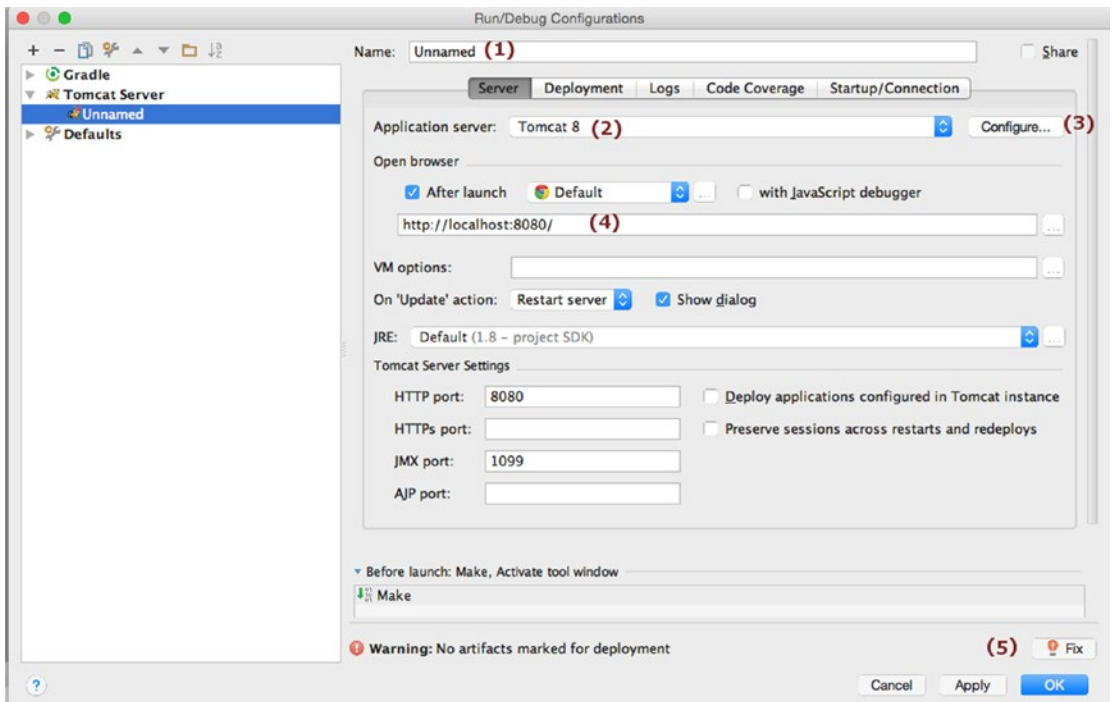 Run/Debug Configurations
Name: Unnamed (1) Share
Gradle
Tomcat Server
Unnamed
Defaults
Server Deployment Logs Code Coverage Startup/Connection
Application server: Tomcat 8 (2) Configure... (3)
Open browser
After launch Default ... with JavaScript debugger
http://localhost:8080/ (4) ...
VM options: ...
On 'Update' action: Restart server Show dialog
JRE: Default (1.8 - project SDK) ...
Tomcat Server Settings
HTTP port: 8080 Deploy applications configured in Tomcat instance
HTTPs port: Preserve sessions across restarts and redeploys
JMX port: 1099
AJP port:
Before launch: Make, Activate tool window
Make
Warning: No artifacts marked for deployment (5) Fix
? Cancel Apply OK